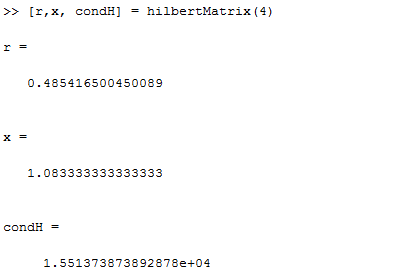 >> [r,x, condH] = hilbertMatrix(4)
r =
0.485416500450089
x =
1.083333333333333
condH =
1.551373873892878e+04